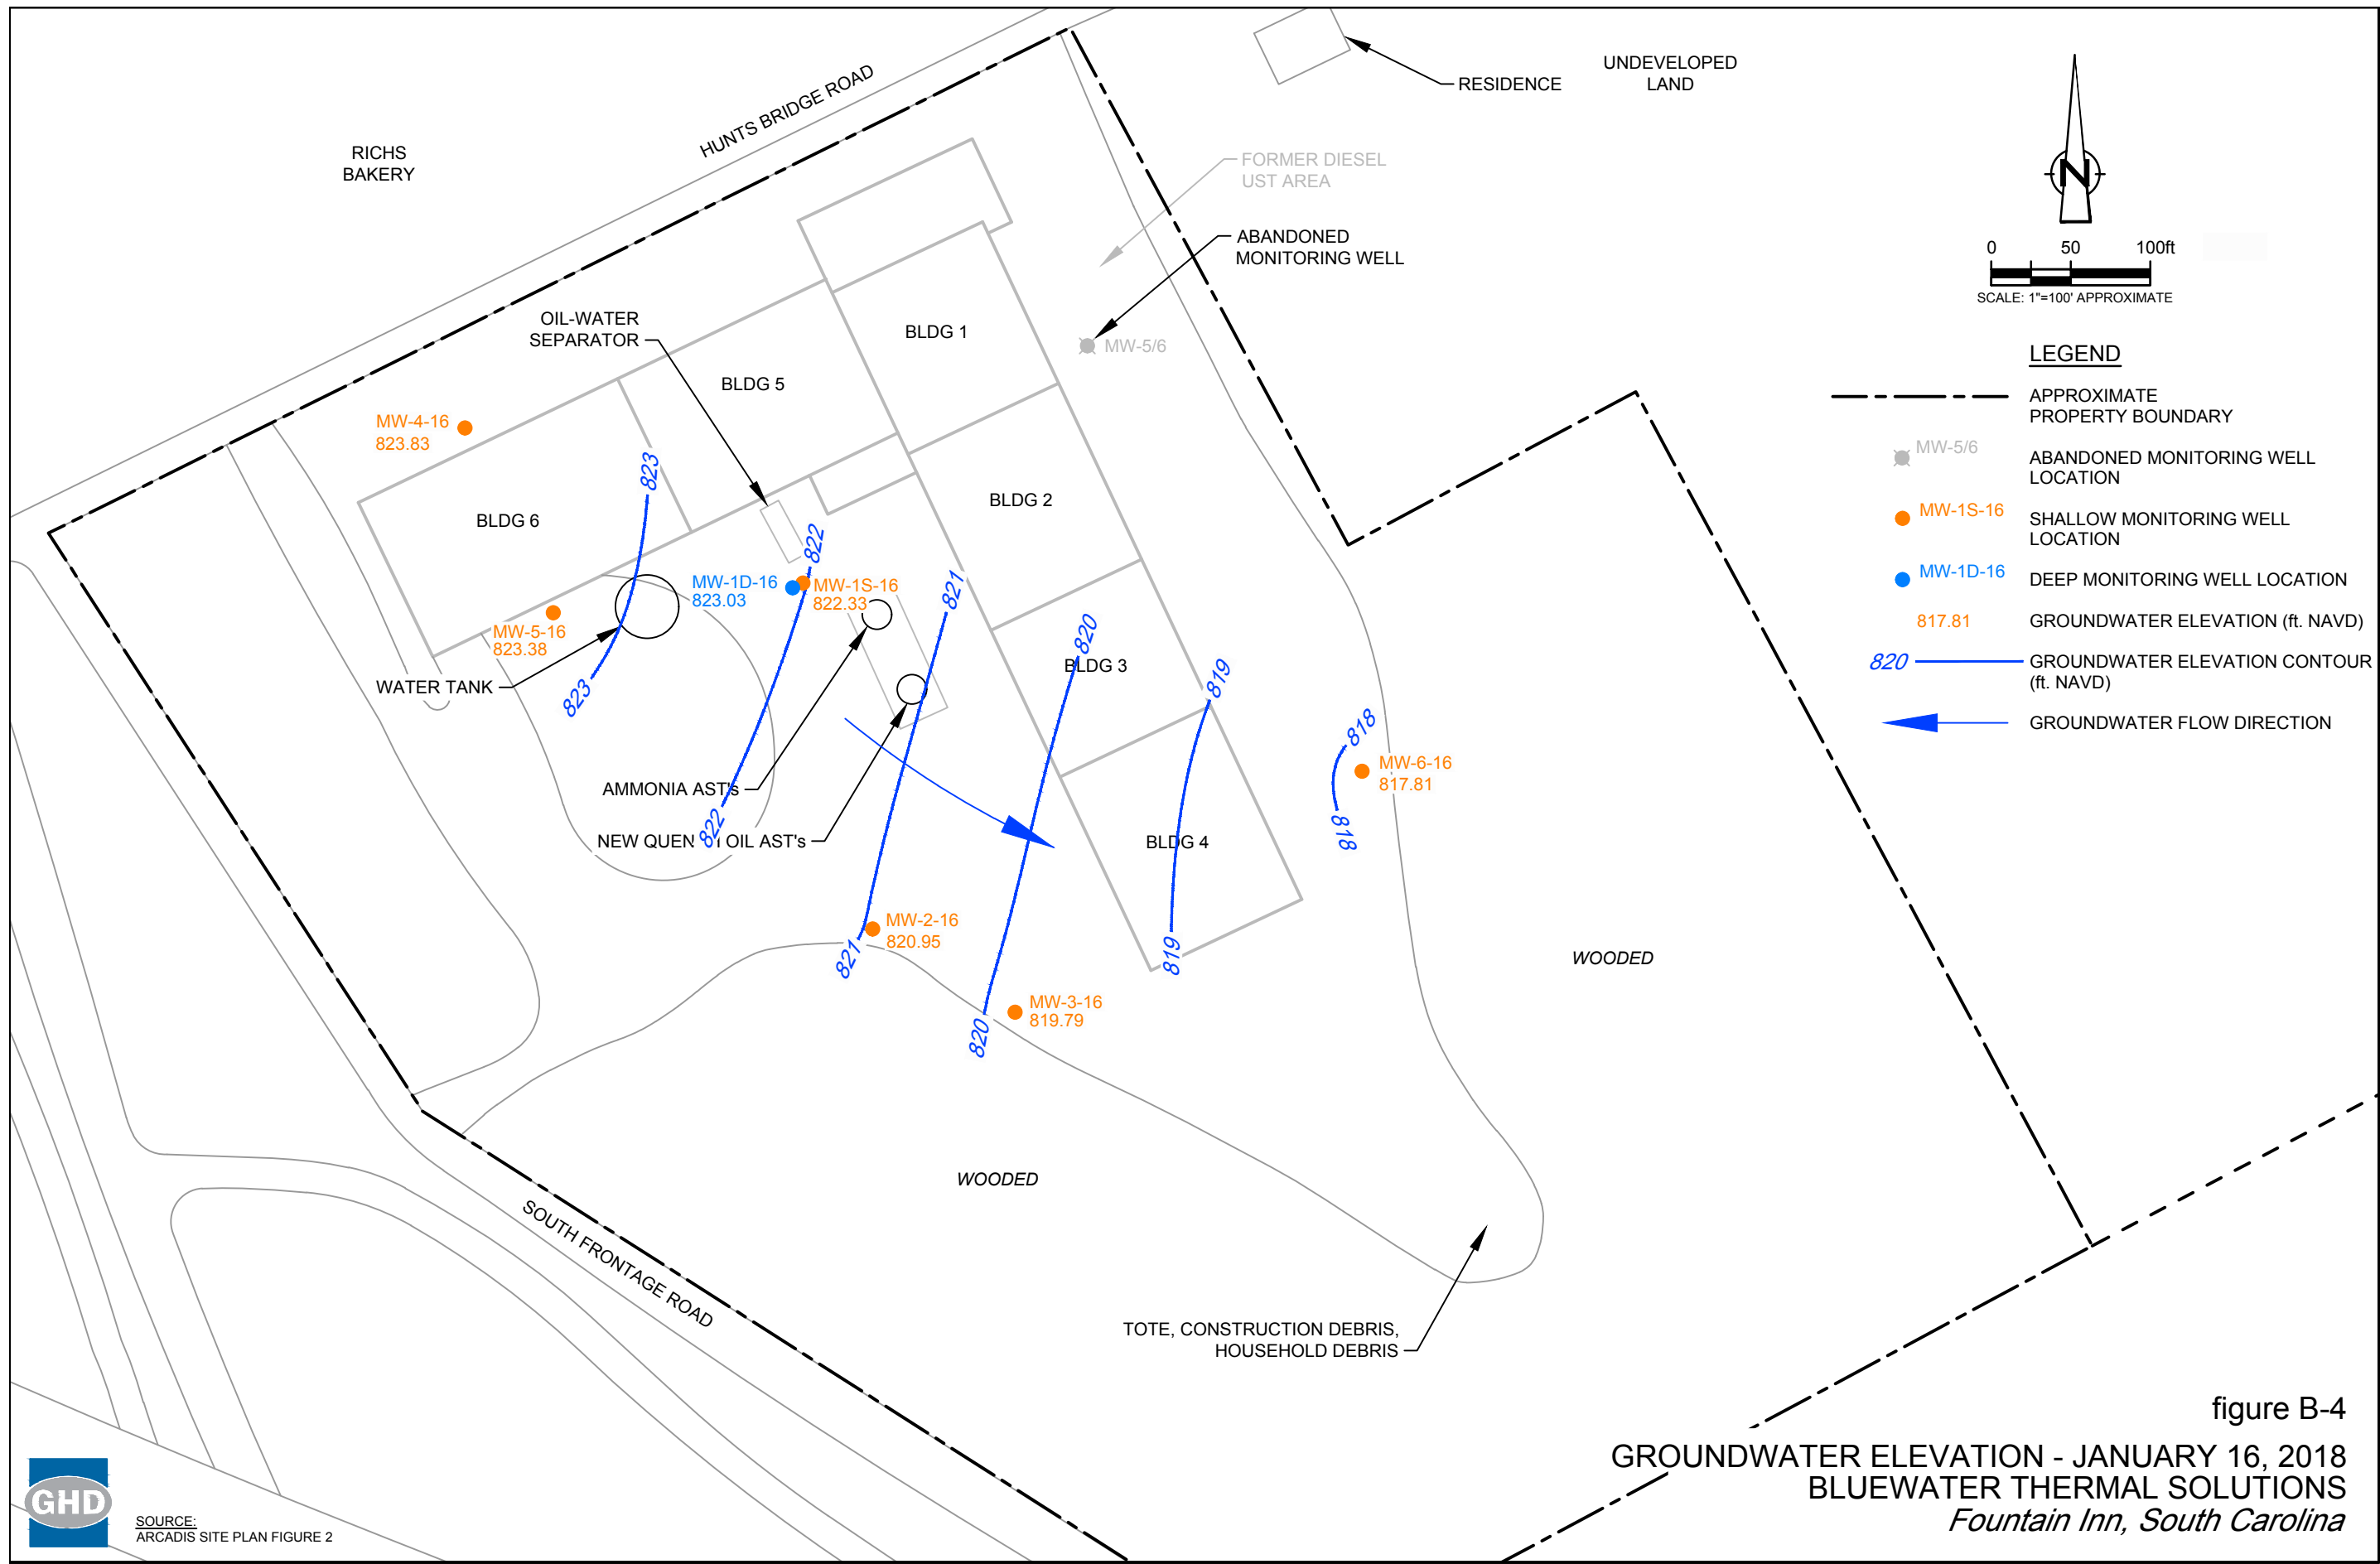 HUNTS BRIDGE ROAD
RICHS
BAKERY
RESIDENCE
UNDEVELOPED
LAND
FORMER DIESEL
UST AREA
ABANDONED
MONITORING WELL
MW-5/6
OIL-WATER
SEPARATOR
BLDG 1
BLDG 5
BLDG 2
BLDG 6
BLDG 3
BLDG 4
MW-4-16
823.83
823
822
MW-1D-16
823.03
MW-1S-16
822.33
821
820
819
818
MW-5-16
823.38
WATER TANK
823
AMMONIA AST's
822
NEW QUEN OIL AST's
MW-6-16
817.81
818
MW-2-16
820.95
821
819
MW-3-16
819.79
820
WOODED
WOODED
SOUTH FRONTAGE ROAD
TOTE, CONSTRUCTION DEBRIS,
HOUSEHOLD DEBRIS
N
0 50 100ft
SCALE: 1"=100' APPROXIMATE
LEGEND
APPROXIMATE
PROPERTY BOUNDARY
MW-5/6
ABANDONED MONITORING WELL
LOCATION
MW-1S-16
SHALLOW MONITORING WELL
LOCATION
MW-1D-16
DEEP MONITORING WELL LOCATION
817.81
GROUNDWATER ELEVATION (ft. NAVD)
820
GROUNDWATER ELEVATION CONTOUR
(ft. NAVD)
GROUNDWATER FLOW DIRECTION
figure B-4
GROUNDWATER ELEVATION - JANUARY 16, 2018
BLUEWATER THERMAL SOLUTIONS
Fountain Inn, South Carolina
GHD
SOURCE:
ARCADIS SITE PLAN FIGURE 2